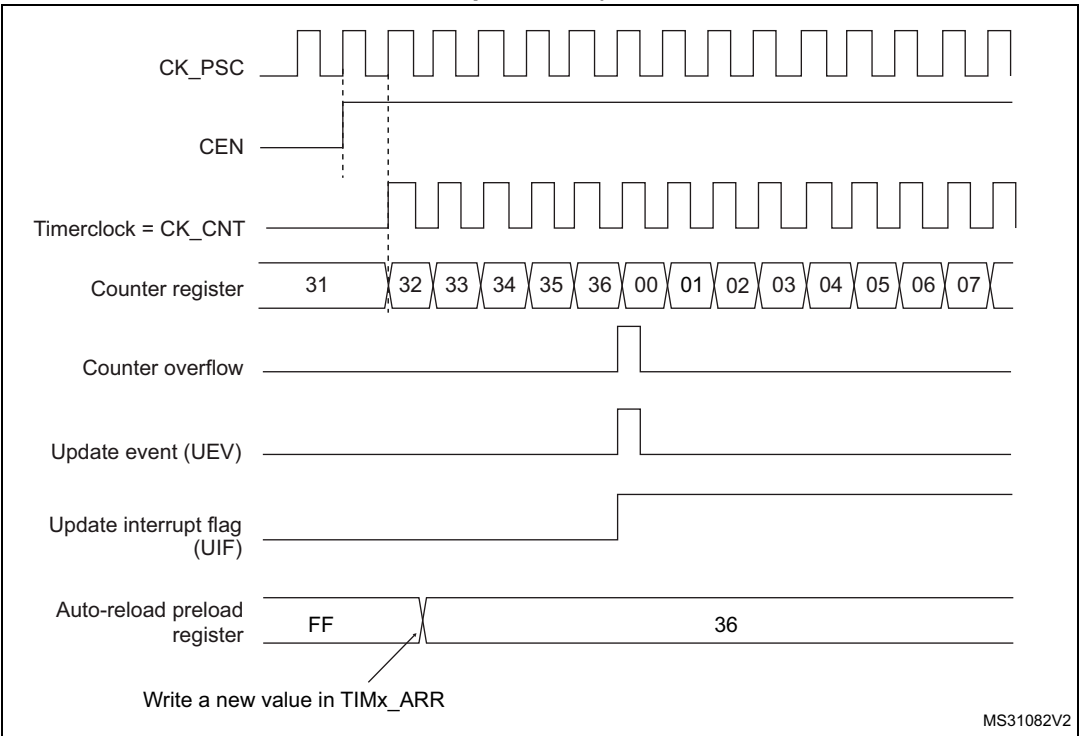 CK_PSC
CEN
Timerclock = CK_CNT
Counter register 31 32 33 34 35 36 00 01 02 03 04 05 06 07
Counter overflow
Update event (UEV)
Update interrupt flag
(UIF)
Auto-reload preload
register
FF 36
Write a new value in TIMx_ARR
MS31082V2